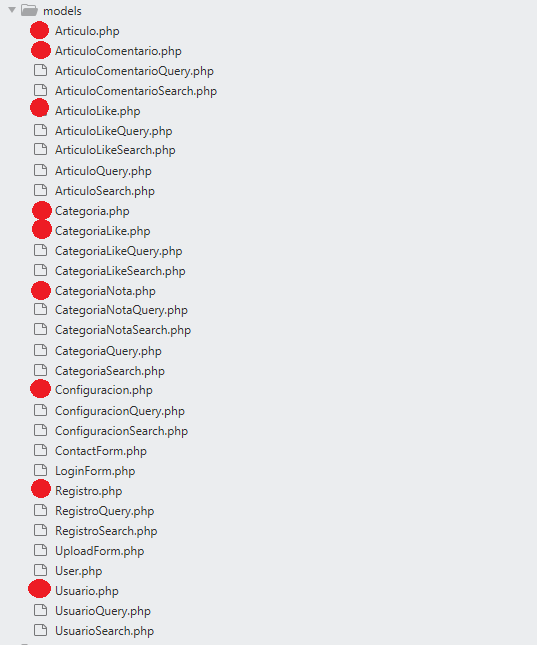 models
Articulo.php
ArticuloComentario.php
ArticuloComentarioQuery.php
ArticuloComentarioSearch.php
ArticuloLike.php
ArticuloLikeQuery.php
ArticuloLikeSearch.php
ArticuloQuery.php
ArticuloSearch.php
Categoria.php
CategoriaLike.php
CategoriaLikeQuery.php
CategoriaLikeSearch.php
CategoriaNota.php
CategoriaNotaQuery.php
CategoriaNotaSearch.php
CategoriaQuery.php
CategoriaSearch.php
Configuracion.php
ConfiguracionQuery.php
ConfiguracionSearch.php
ContactForm.php
LoginForm.php
Registro.php
RegistroQuery.php
RegistroSearch.php
UploadForm.php
User.php
Usuario.php
UsuarioQuery.php
UsuarioSearch.php